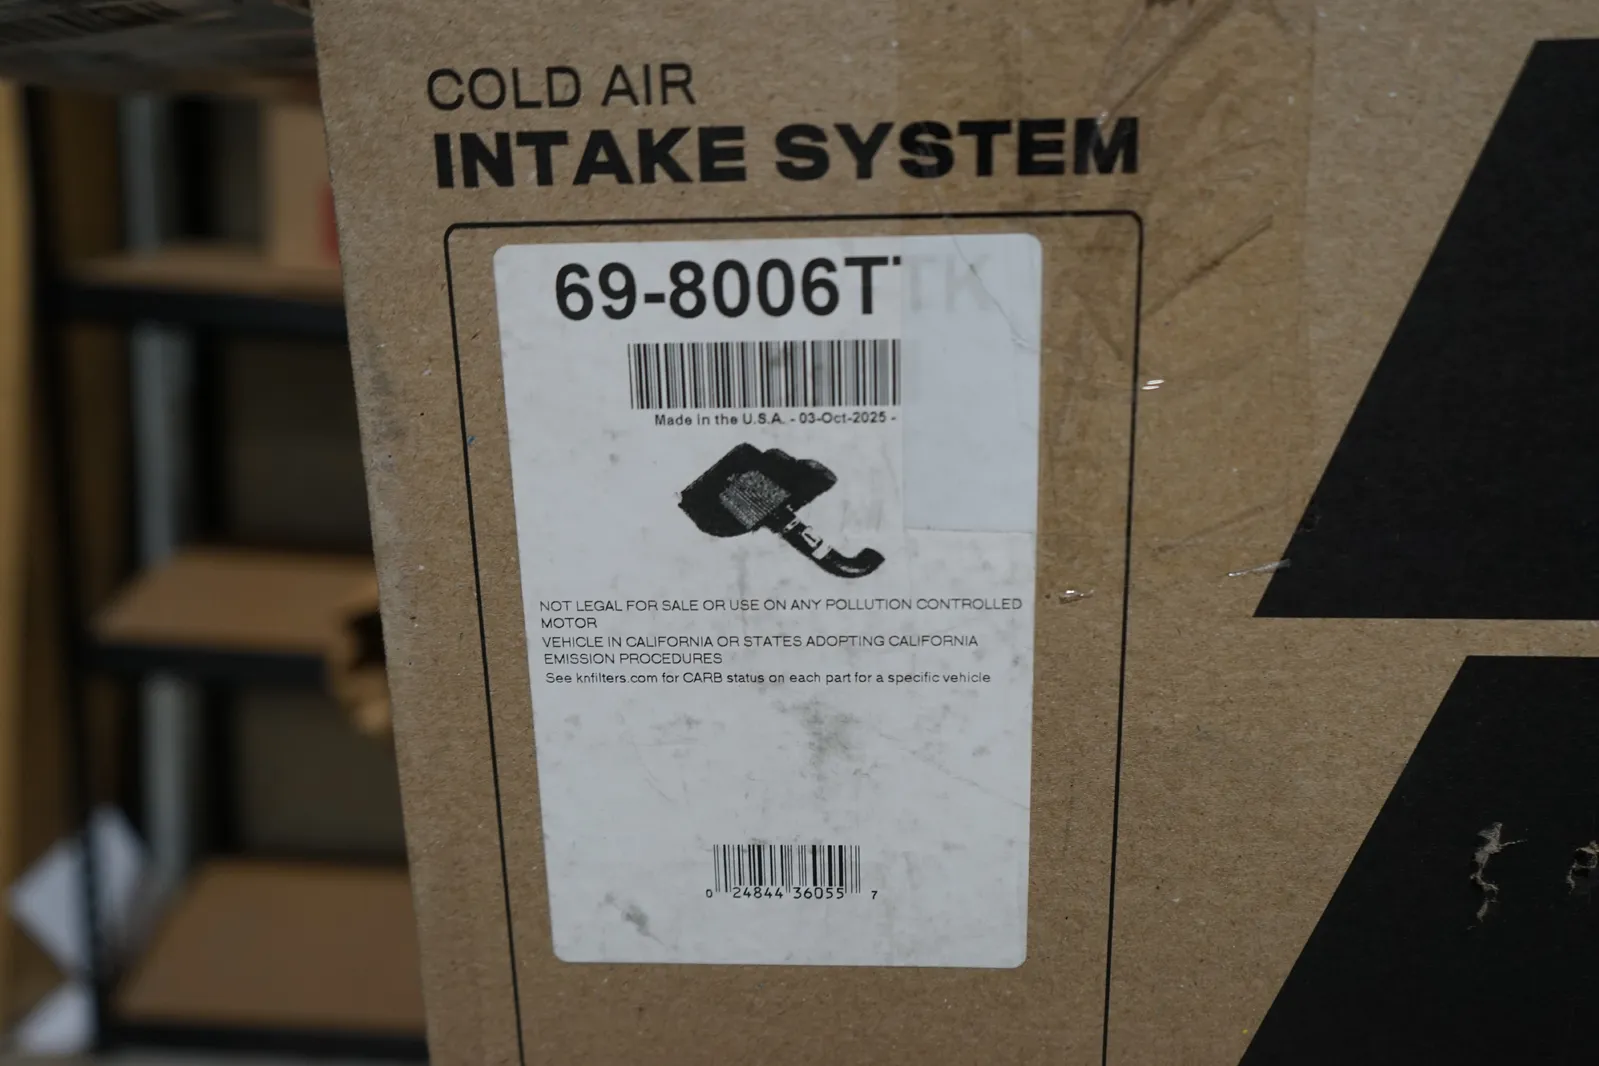 COLD AIR
INTAKE SYSTEM
69-8006TTK
Made in the U.S.A. - 03-Oct-2025 -
NOT LEGAL FOR SALE OR USE ON ANY POLLUTION CONTROLLED
MOTOR
VEHICLE IN CALIFORNIA OR STATES ADOPTING CALIFORNIA
EMISSION PROCEDURES
See knfilters.com for CARB status on each part for a specific vehicle
0 24844 36055 7